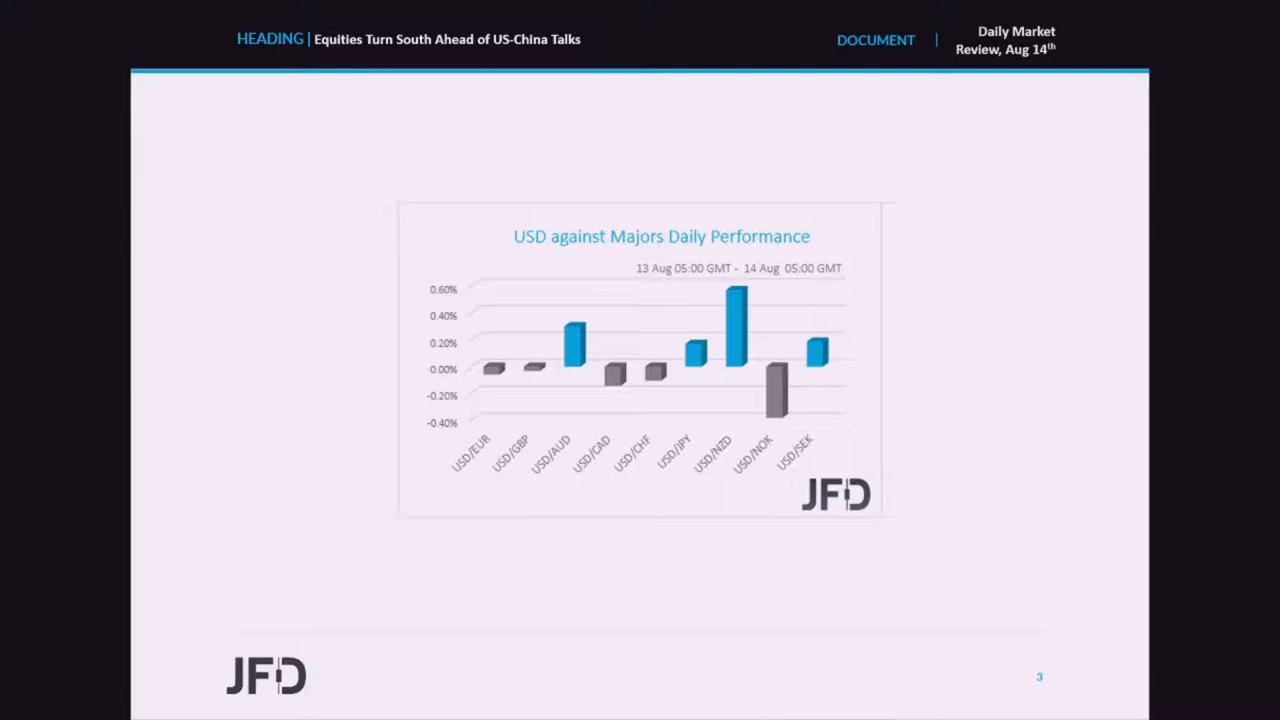 HEADING | Equities Turn South Ahead of US-China Talks
DOCUMENT | Daily Market
Review, Aug 14th
USD against Majors Daily Performance
13 Aug 05:00 GMT - 14 Aug 05:00 GMT
0.60%
0.40%
0.20%
0.00%
-0.20%
-0.40%
USD/EUR
USD/GBP
USD/AUD
USD/CAD
USD/CHF
USD/JPY
USD/NZD
USD/NOK
USD/SEK
JFD
JFD
3